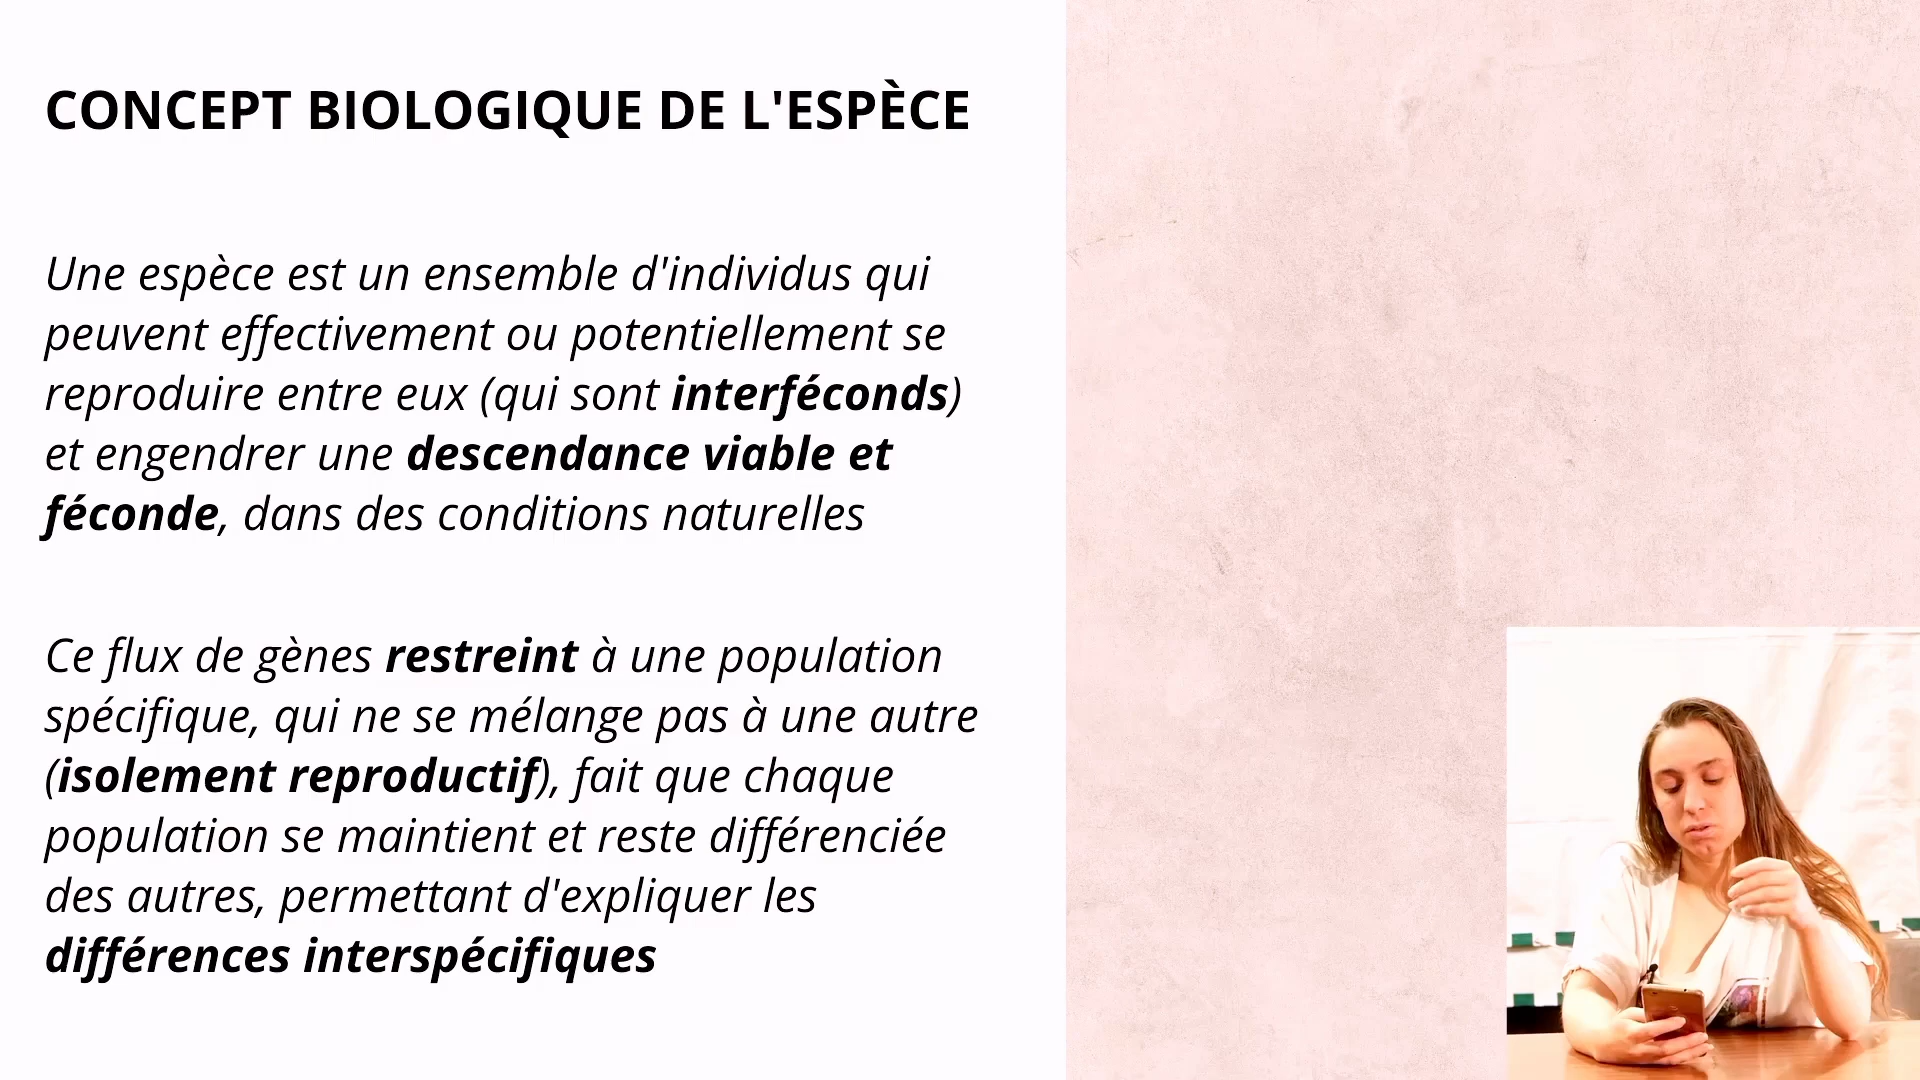 CONCEPT BIOLOGIQUE DE L'ESPÈCE
Une espèce est un ensemble d'individus qui
peuvent effectivement ou potentiellement se
reproduire entre eux (qui sont interféconds)
et engendrer une descendance viable et
féconde, dans des conditions naturelles
Ce flux de gènes restreint à une population
spécifique, qui ne se mélange pas à une autre
(isolement reproductif), fait que chaque
population se maintient et reste différenciée
des autres, permettant d'expliquer les
différences interspécifiques